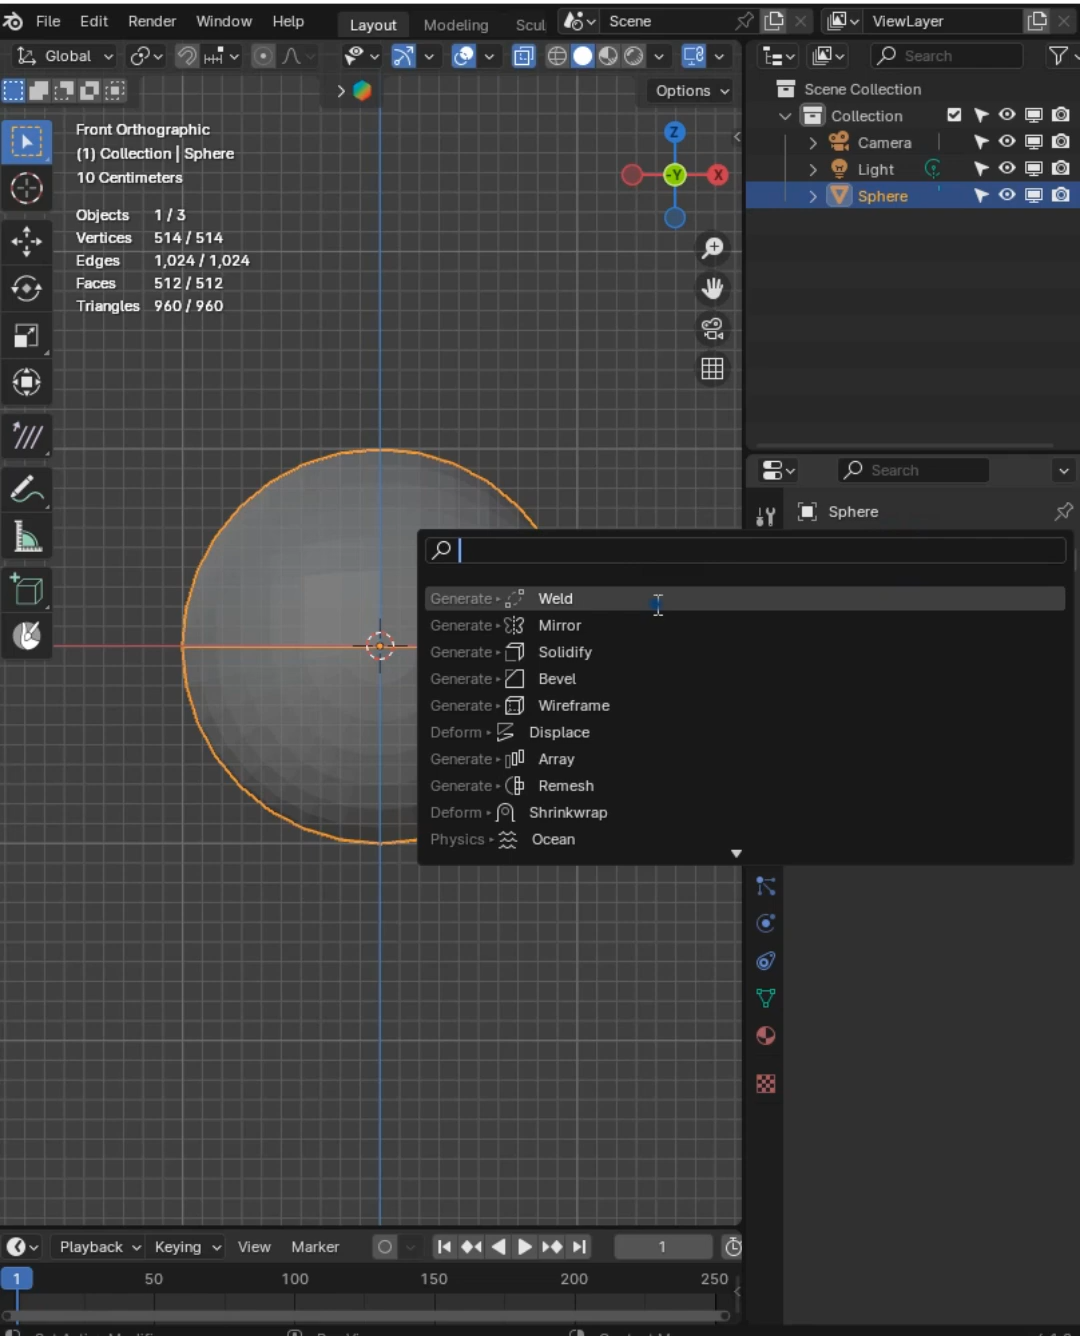 File Edit Render Window Help Layout Modeling Scul Scene ViewLayer
Global Search
Options
Scene Collection
Collection
Camera
Light
Sphere
Front Orthographic
(1) Collection | Sphere
10 Centimeters
Objects 1 / 3
Vertices 514 / 514
Edges 1,024 / 1,024
Faces 512 / 512
Triangles 960 / 960
Z
-Y X
Search
Sphere
Generate Weld
Generate Mirror
Generate Solidify
Generate Bevel
Generate Wireframe
Deform Displace
Generate Array
Generate Remesh
Deform Shrinkwrap
Physics Ocean
Playback Keying View Marker 1
1 50 100 150 200 250